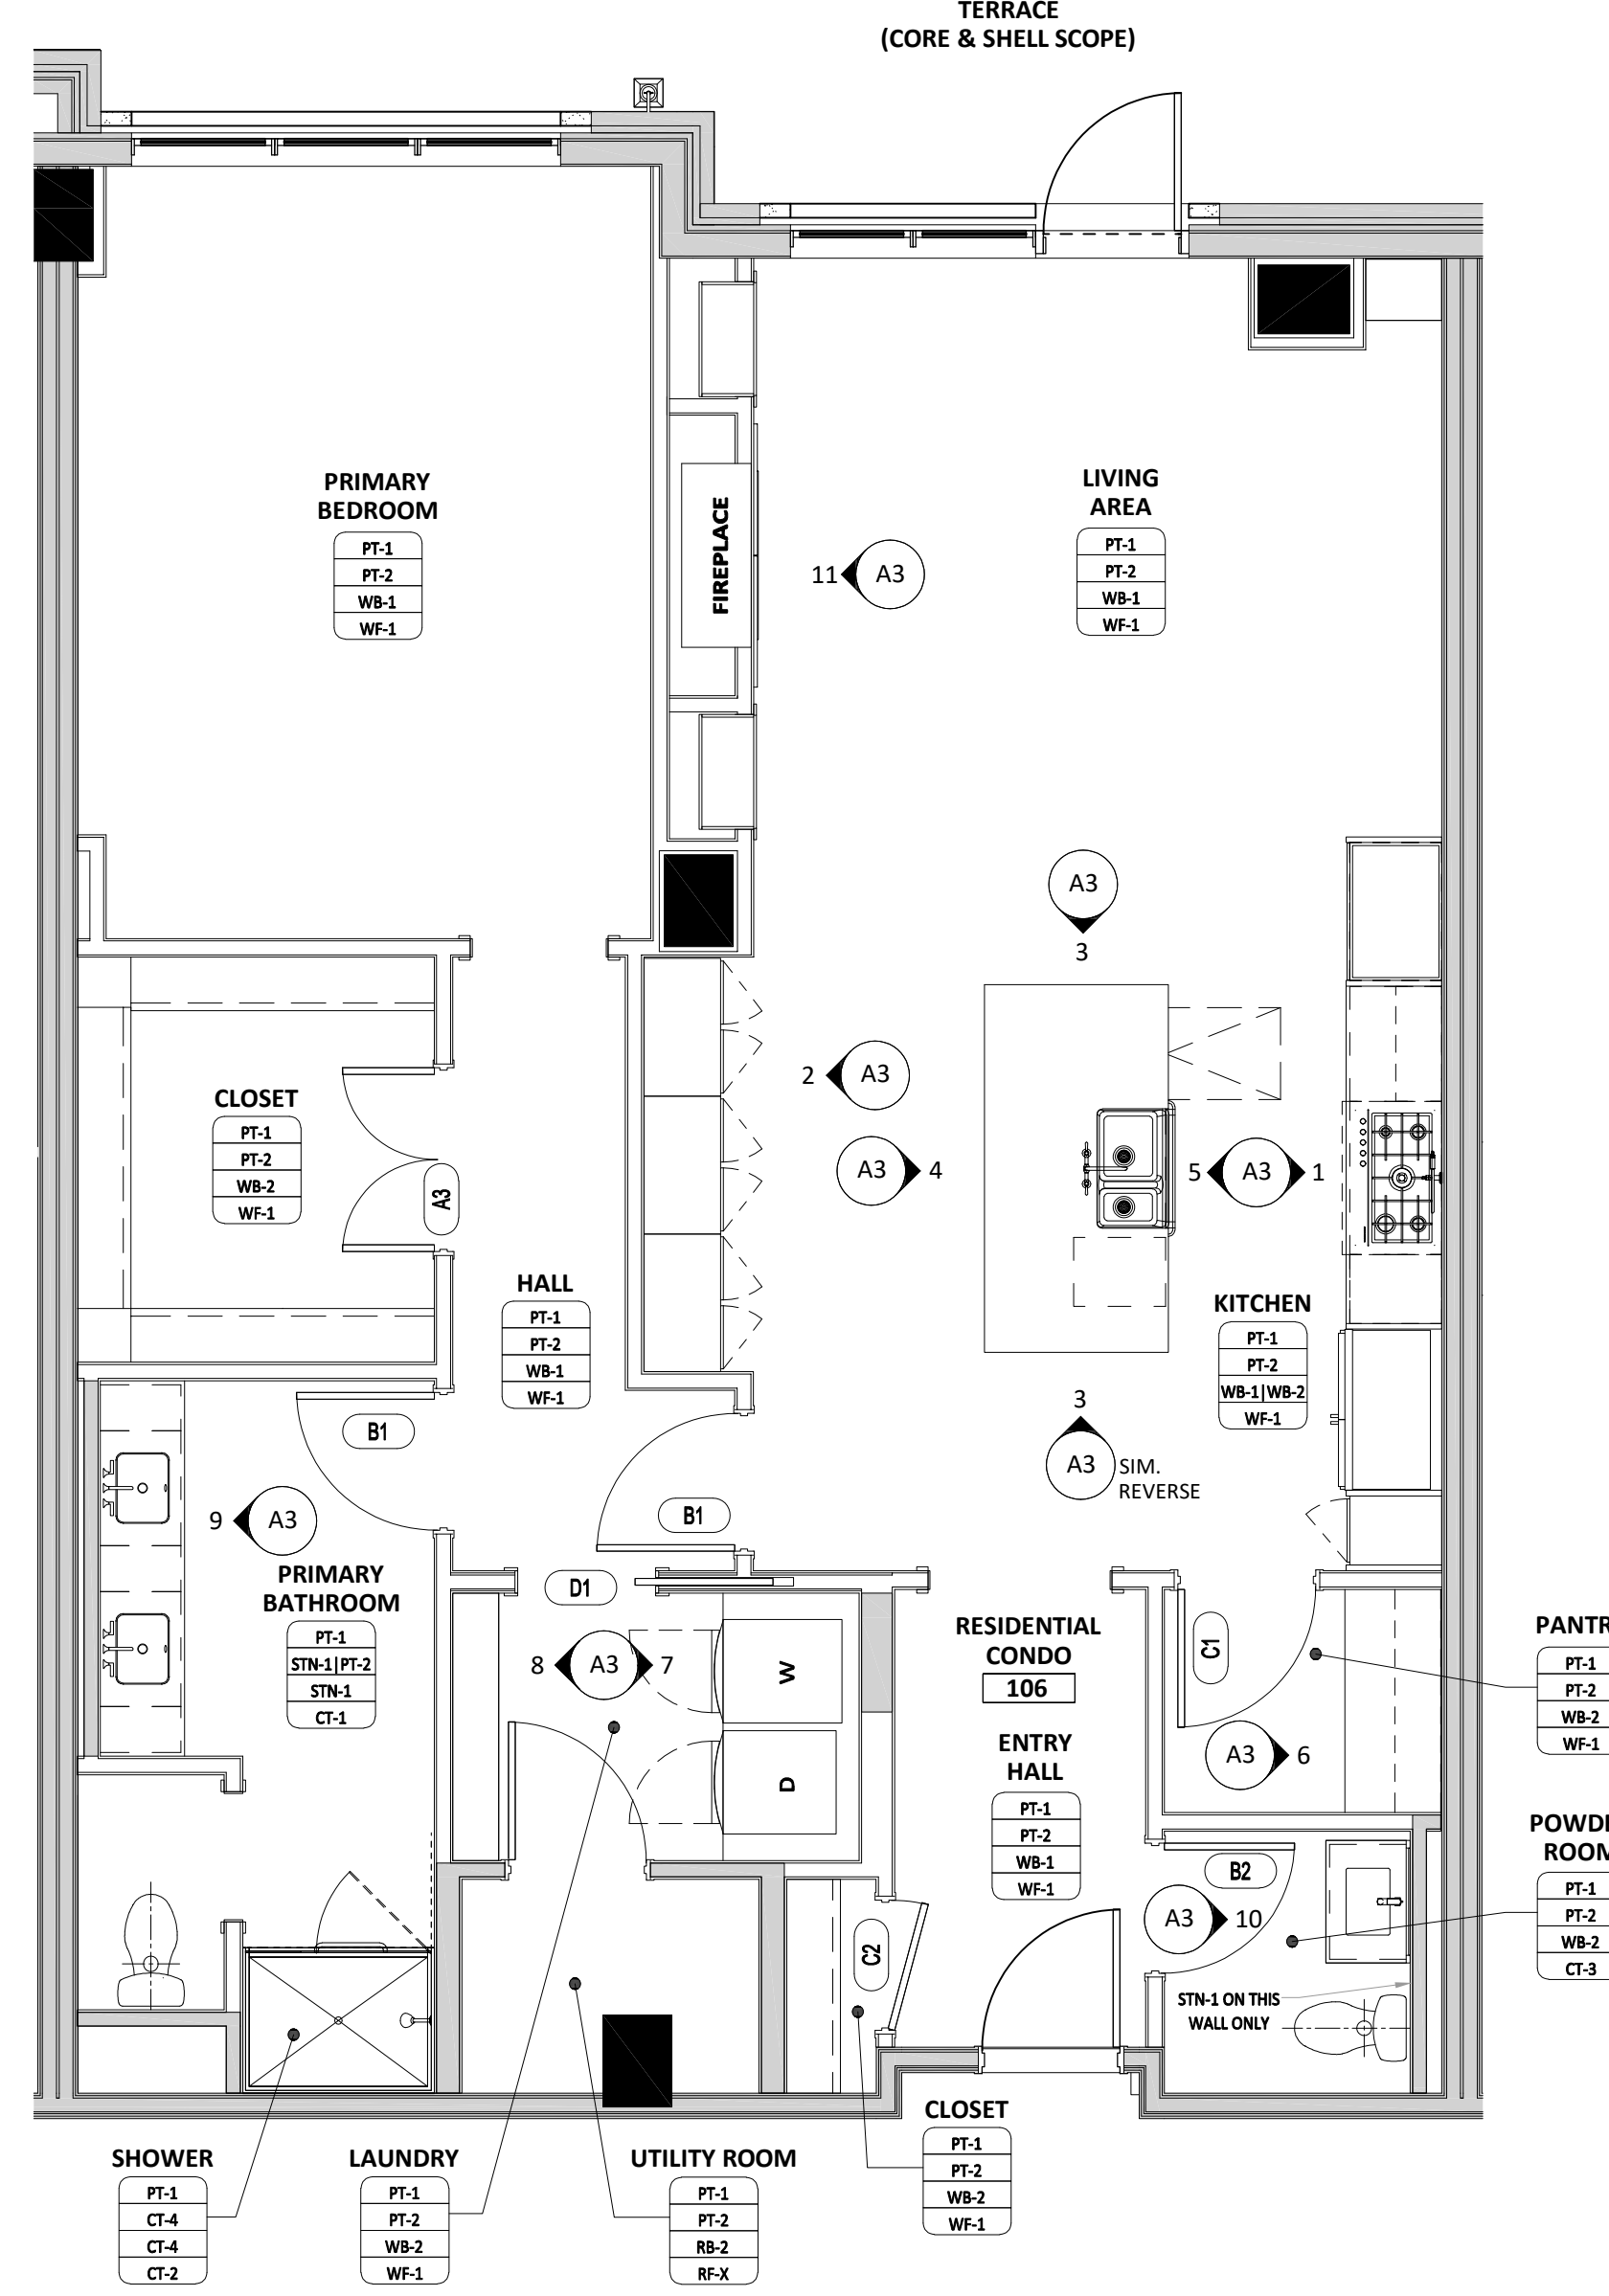 TERRACE
(CORE & SHELL SCOPE)
PRIMARY
BEDROOM
PT-1
PT-2
WB-1
WF-1
FIREPLACE
11
A3
LIVING
AREA
PT-1
PT-2
WB-1
WF-1
A3
3
2
A3
A3
4
5
A3
1
CLOSET
PT-1
PT-2
WB-2
WF-1
A3
HALL
PT-1
PT-2
WB-1
WF-1
KITCHEN
PT-1
PT-2
WB-1|WB-2
WF-1
B1
3
A3
SIM.
REVERSE
9
A3
B1
PRIMARY
BATHROOM
PT-1
STN-1|PT-2
STN-1
CT-1
D1
8
A3
7
W
D
RESIDENTIAL
CONDO
106
C1
A3
6
PANTR
PT-1
PT-2
WB-2
WF-1
ENTRY
HALL
PT-1
PT-2
WB-1
WF-1
B2
A3
10
POWD
ROOM
PT-1
PT-2
WB-2
CT-3
C2
STN-1 ON THIS
WALL ONLY
SHOWER
PT-1
CT-4
CT-4
CT-2
LAUNDRY
PT-1
PT-2
WB-2
WF-1
UTILITY ROOM
PT-1
PT-2
RB-2
RF-X
CLOSET
PT-1
PT-2
WB-2
WF-1